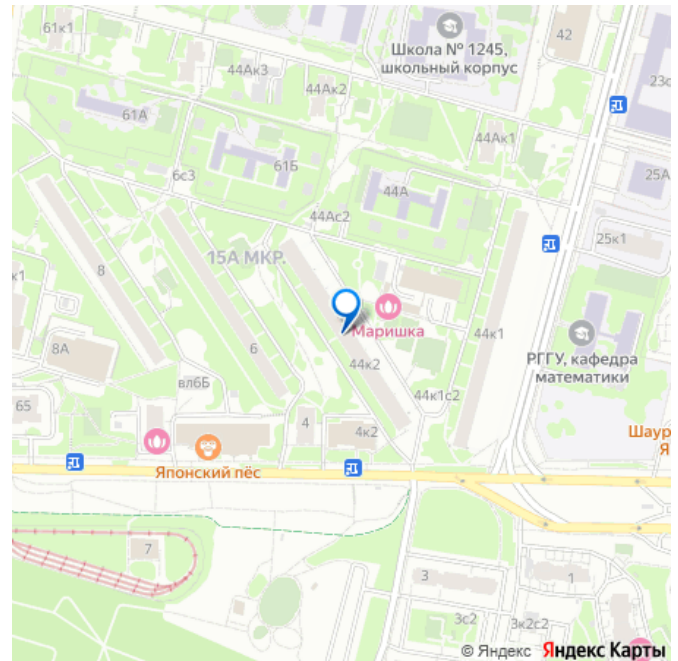 61к1
Школа № 1245,
школьный корпус
42
44Ак3
44Ак2
23с
61А
44Ак1
61Б
6с3
44А
25А
44Ас2
25к1
15А МКР.
8
к1
Маришка
44к1
РГГУ, кафедра
математики
8А
6
44к2
вл6Б
44к1с2
65
4
4к2
Шаур
Я
Японский пёс
7
3
1
3с2
3к2с2
© Яндекс Яндекс Карты